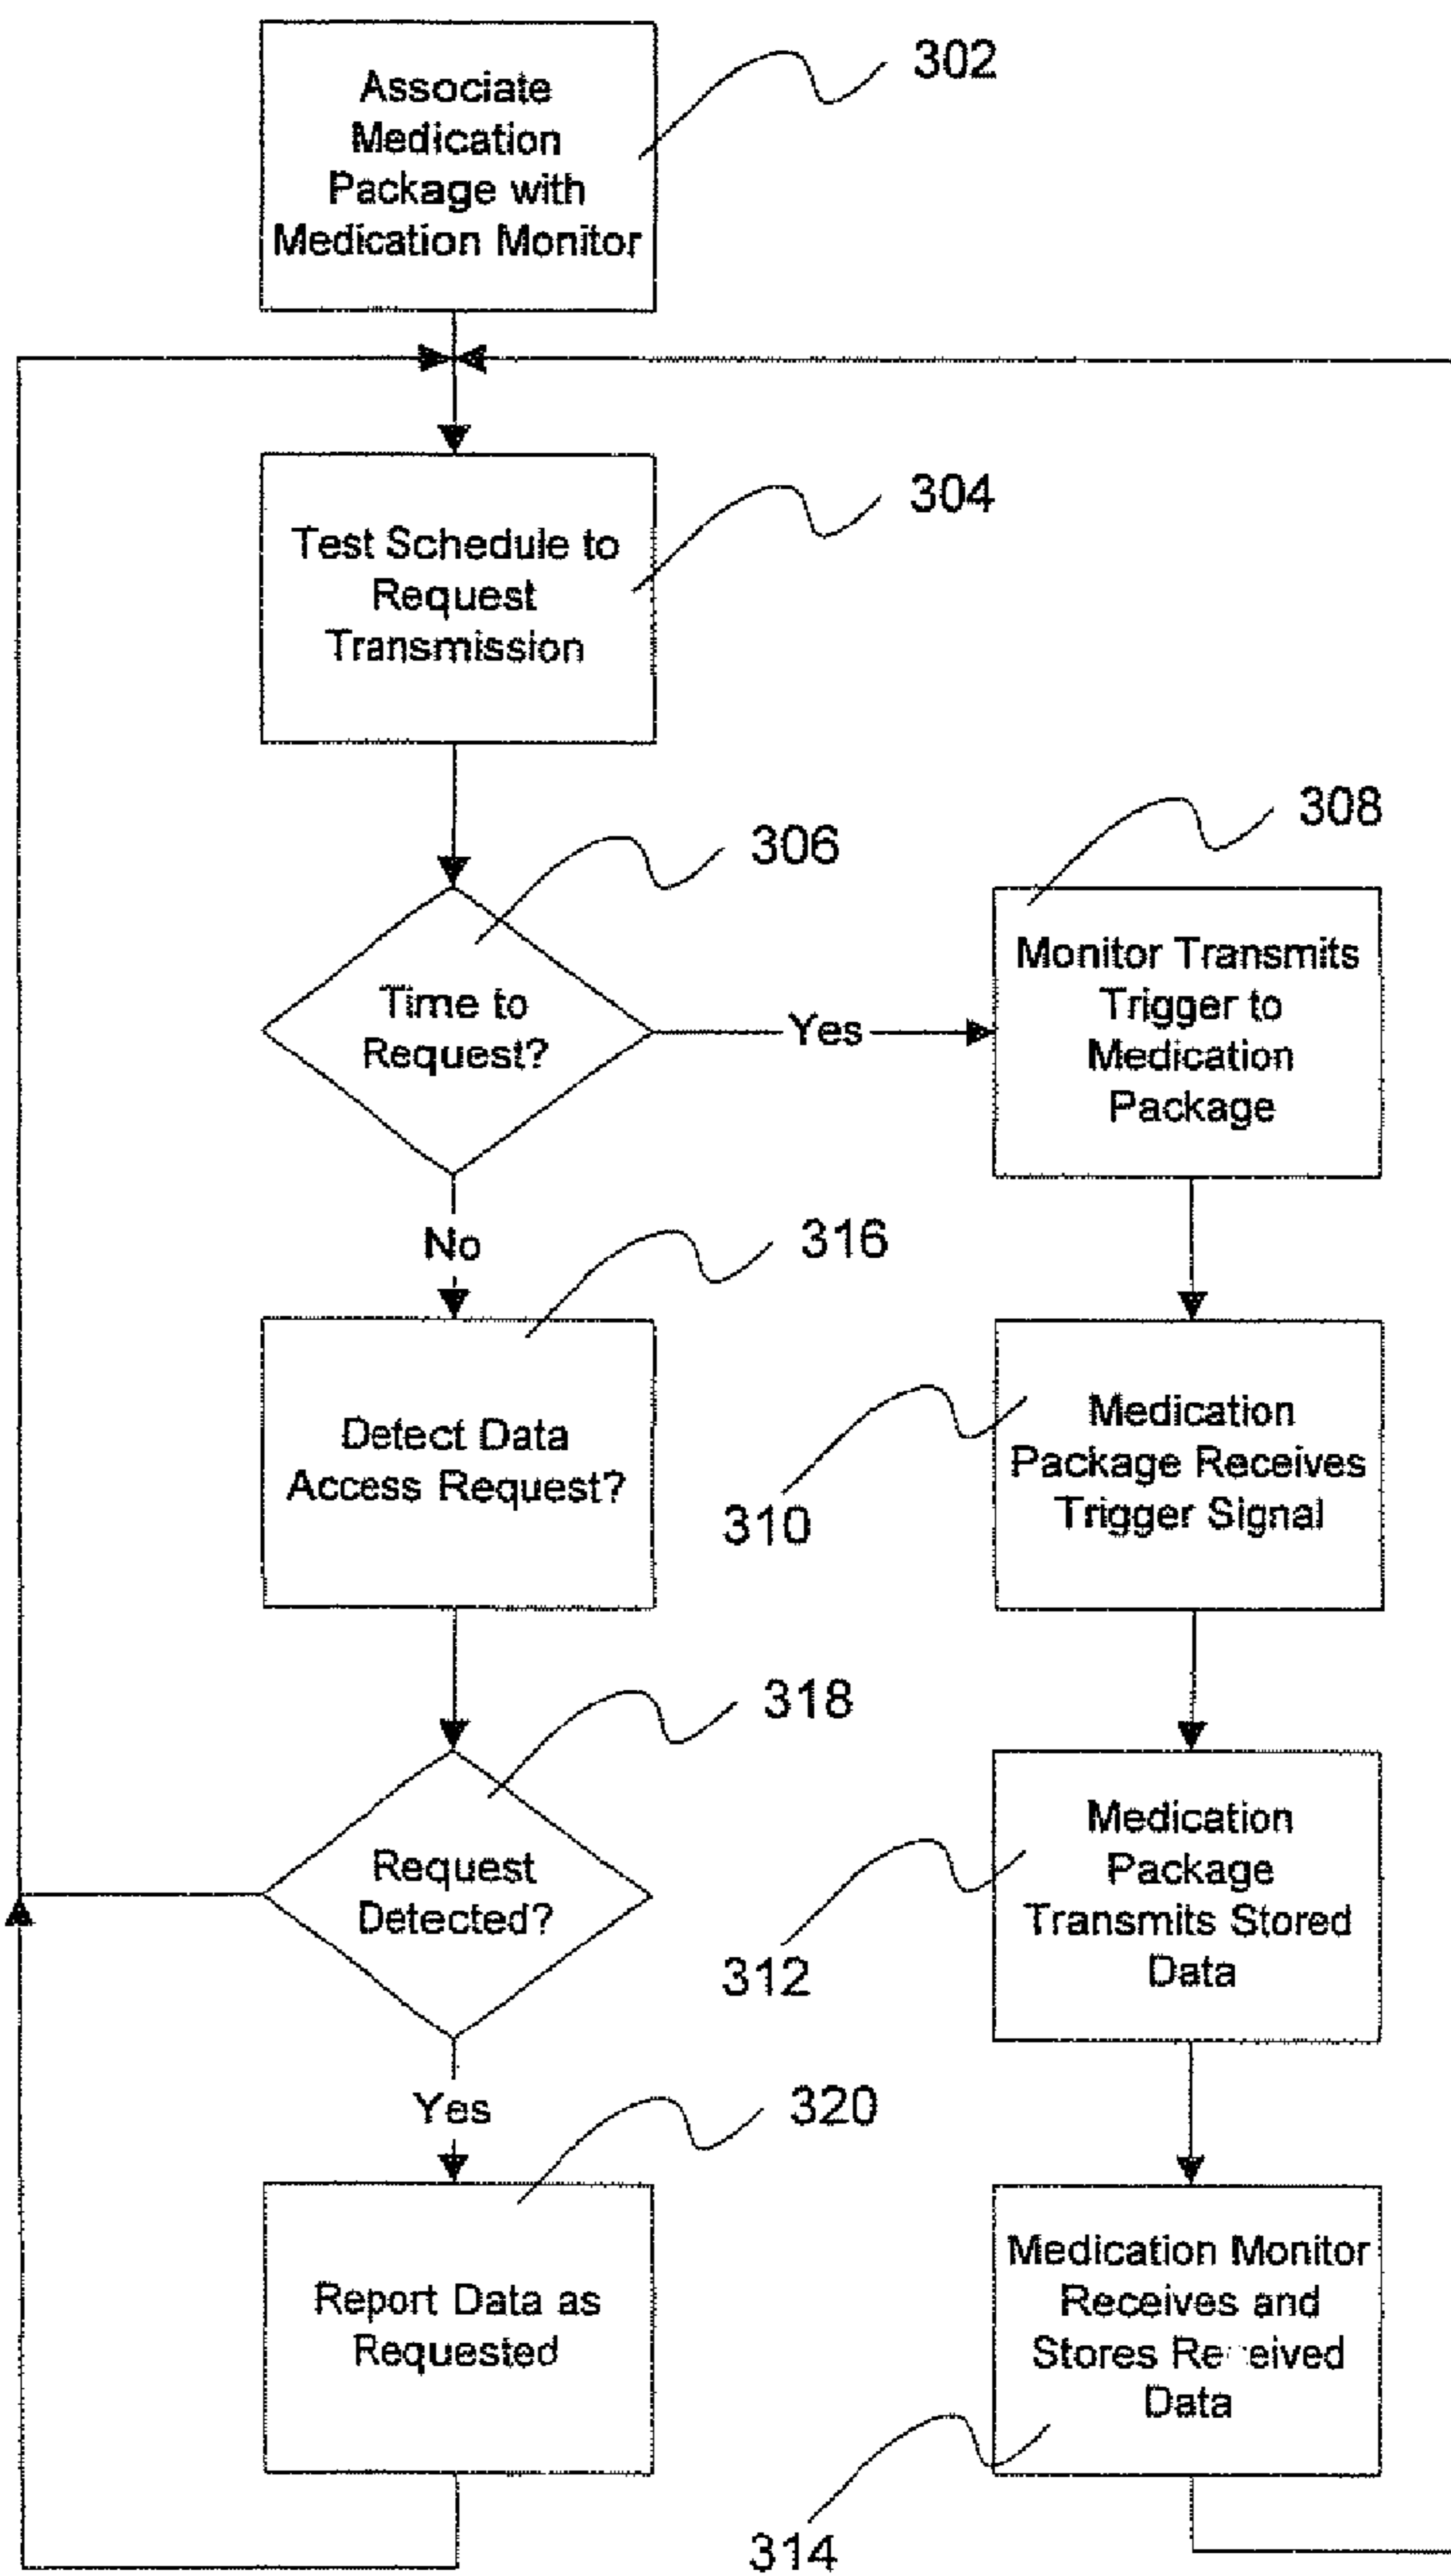 Associate
Medication
Package with
Medication Monitor
302
Test Schedule to
Request
Transmission
304
Time to
Request?
306
Yes
Monitor Transmits
Trigger to
Medication
Package
308
No
Detect Data
Access Request?
316
Medication
Package Receives
Trigger Signal
310
Request
Detected?
318
Medication
Package
Transmits Stored
Data
312
Yes
Report Data as
Requested
320
Medication Monitor
Receives and
Stores Received
Data
314